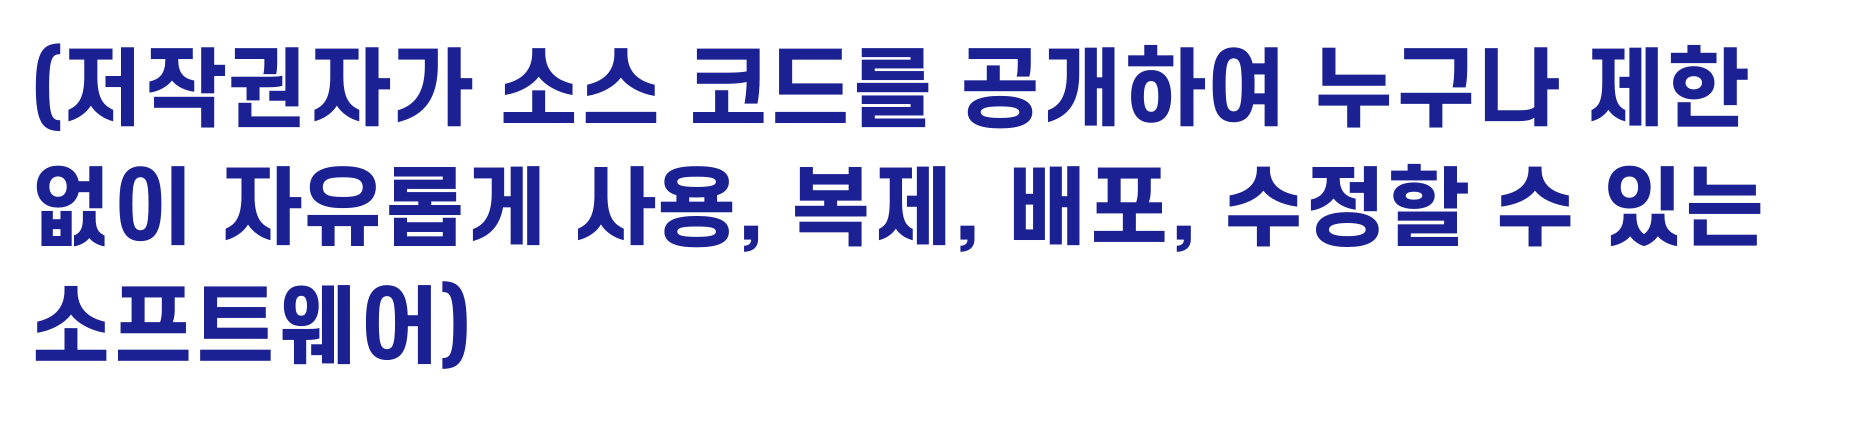 (저작권자가 소스 코드를 공개하여 누구나 제한
없이 자유롭게 사용, 복제, 배포, 수정할 수 있는
소프트웨어)